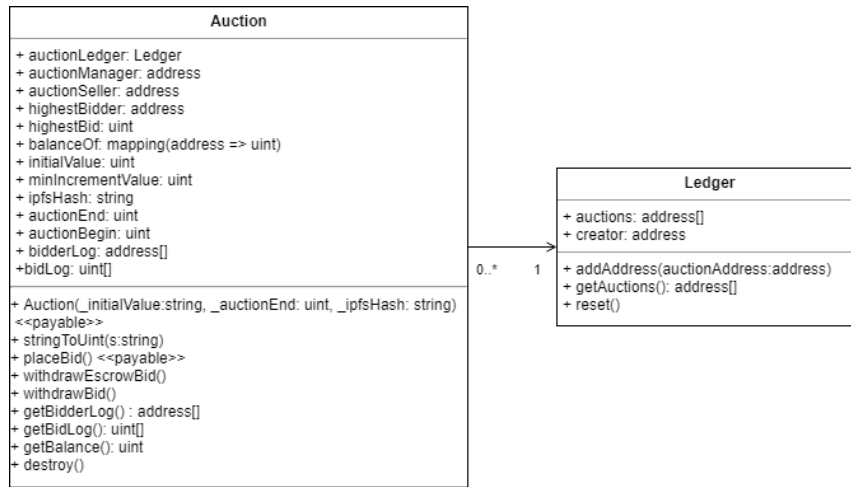 Auction
+ auctionLedger: Ledger
+ auctionManager: address
+ auctionSeller: address
+ highestBidder: address
+ highestBid: uint
+ balanceOf: mapping(address => uint)
+ initialValue: uint
+ minIncrementValue: uint
+ ipfsHash: string
+ auctionEnd: uint
+ auctionBegin: uint
+ bidderLog: address[]
+bidLog: uint[]
+ Auction(_initialValue:string, _auctionEnd: uint, _ipfsHash: string)
<<payable>>
+ stringToUint(s:string)
+ placeBid() <<payable>>
+ withdrawEscrowBid()
+ withdrawBid()
+ getBidderLog() : address[]
+ getBidLog(): uint[]
+ getBalance(): uint
+ destroy()
0..* 1
Ledger
+ auctions: address[]
+ creator: address
+ addAddress(auctionAddress:address)
+ getAuctions(): address[]
+ reset()